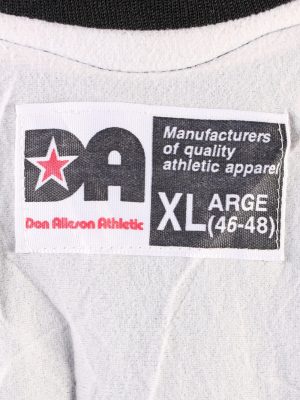 DA
Don Alleson Athletic
Manufacturers
of quality
athletic apparel
XL ARGE
(46-48)